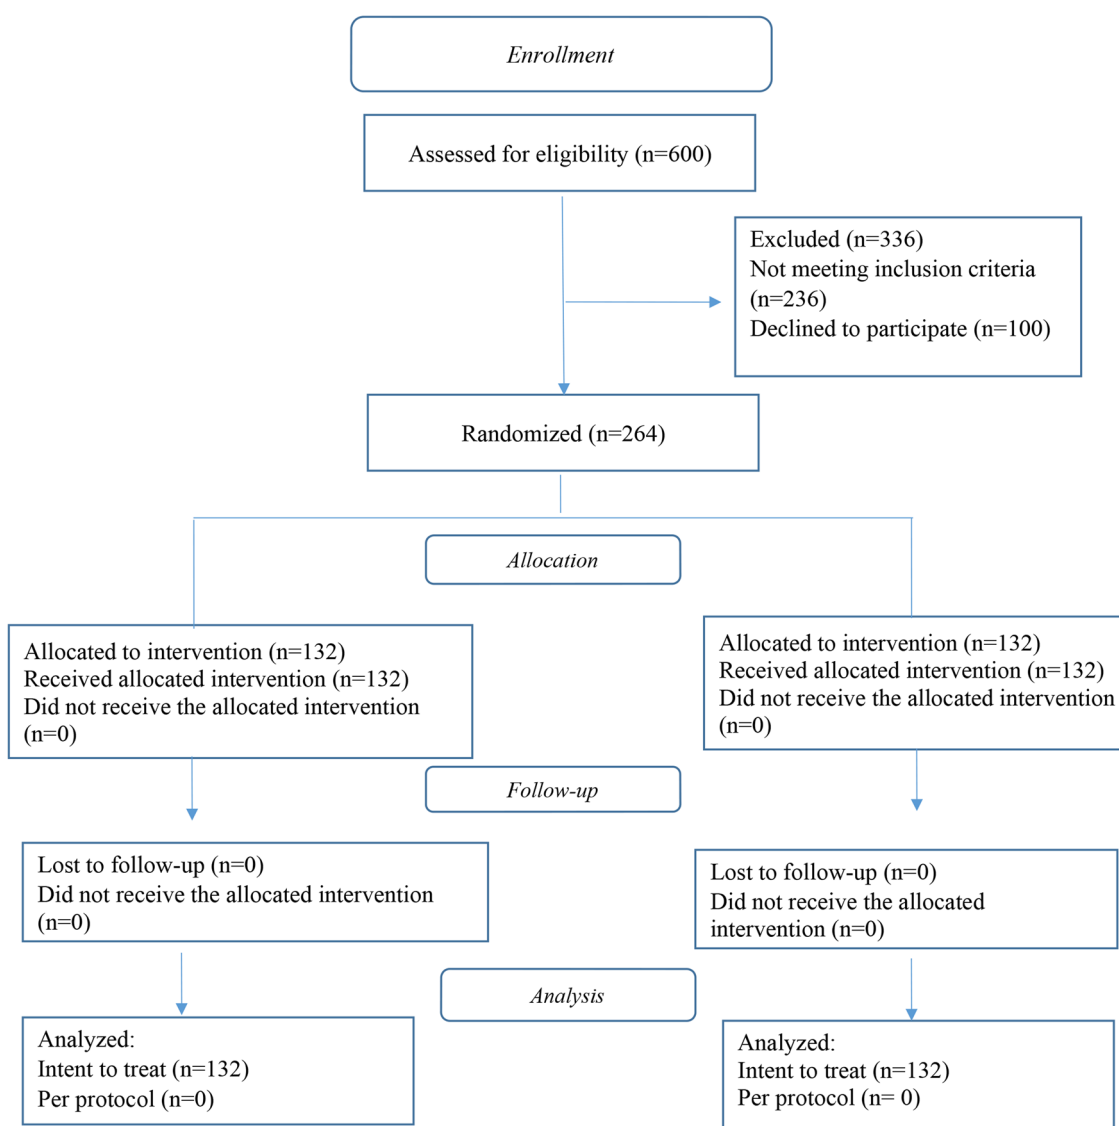 Enrollment
Assessed for eligibility (n=600)
Excluded (n=336)
Not meeting inclusion criteria
(n=236)
Declined to participate (n=100)
Randomized (n=264)
Allocation
Allocated to intervention (n=132)
Received allocated intervention (n=132)
Did not receive the allocated intervention
(n=0)
Allocated to intervention (n=132)
Received allocated intervention (n=132)
Did not receive the allocated intervention
(n=0)
Follow-up
Lost to follow-up (n=0)
Did not receive the allocated intervention
(n=0)
Lost to follow-up (n=0)
Did not receive the allocated
intervention (n=0)
Analysis
Analyzed:
Intent to treat (n=132)
Per protocol (n=0)
Analyzed:
Intent to treat (n=132)
Per protocol (n= 0)